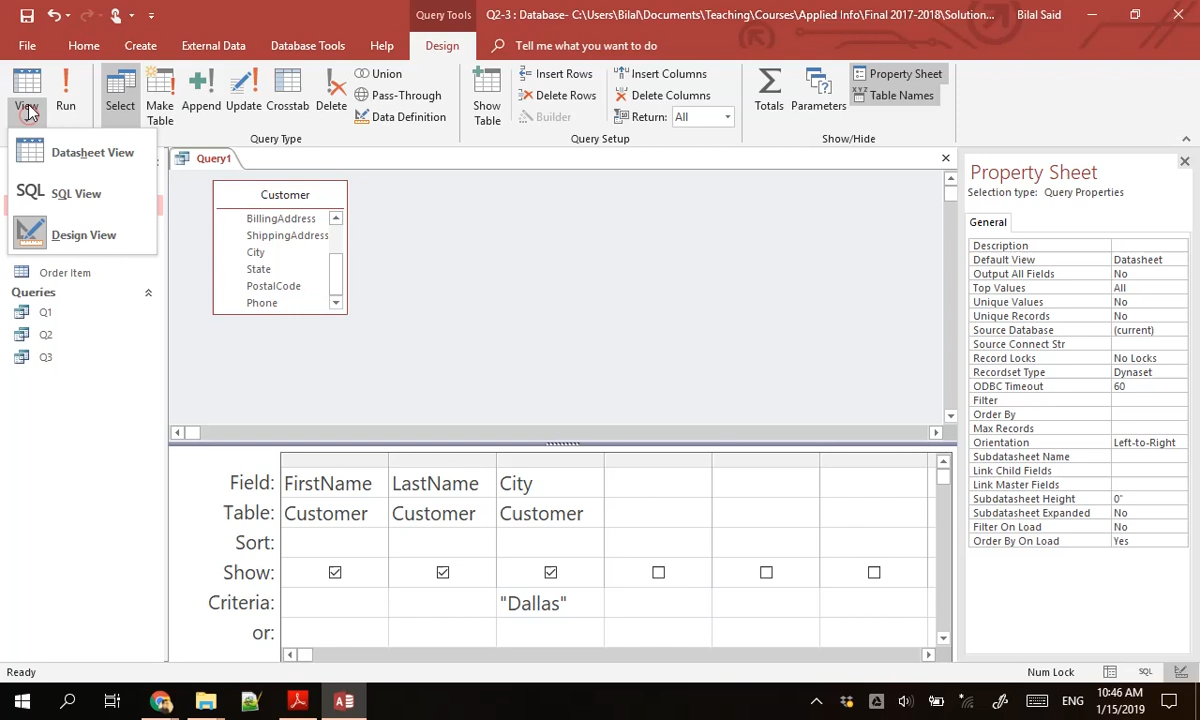 Query Tools
Q2-3 : Database- C:\Users\Bilal\Documents\Teaching\Courses\Applied Info\Final 2017-2018\Solution...
Bilal Said
File
Home
Create
External Data
Database Tools
Help
Design
Tell me what you want to do
View
Run
Select
Make Table
Append
Update
Crosstab
Delete
Union
Pass-Through
Data Definition
Query Type
Show Table
Insert Rows
Delete Rows
Builder
Insert Columns
Delete Columns
Return: All
Query Setup
Totals
Parameters
Property Sheet
XYZ Table Names
Show/Hide
Datasheet View
SQL SQL View
Design View
Order Item
Queries
Q1
Q2
Q3
Query1
Customer
BillingAddress
ShippingAddress
City
State
PostalCode
Phone
Field: FirstName LastName City
Table: Customer Customer Customer
Sort:
Show:
Criteria: "Dallas"
or:
Property Sheet
Selection type: Query Properties
General
Description
Default View Datasheet
Output All Fields No
Top Values All
Unique Values No
Unique Records No
Source Database (current)
Source Connect Str
Record Locks No Locks
Recordset Type Dynaset
ODBC Timeout 60
Filter
Order By
Max Records
Orientation Left-to-Right
Subdatasheet Name
Link Child Fields
Link Master Fields
Subdatasheet Height 0"
Subdatasheet Expanded No
Filter On Load No
Order By On Load Yes
Ready
Num Lock
SQL
ENG
10:46 AM
1/15/2019